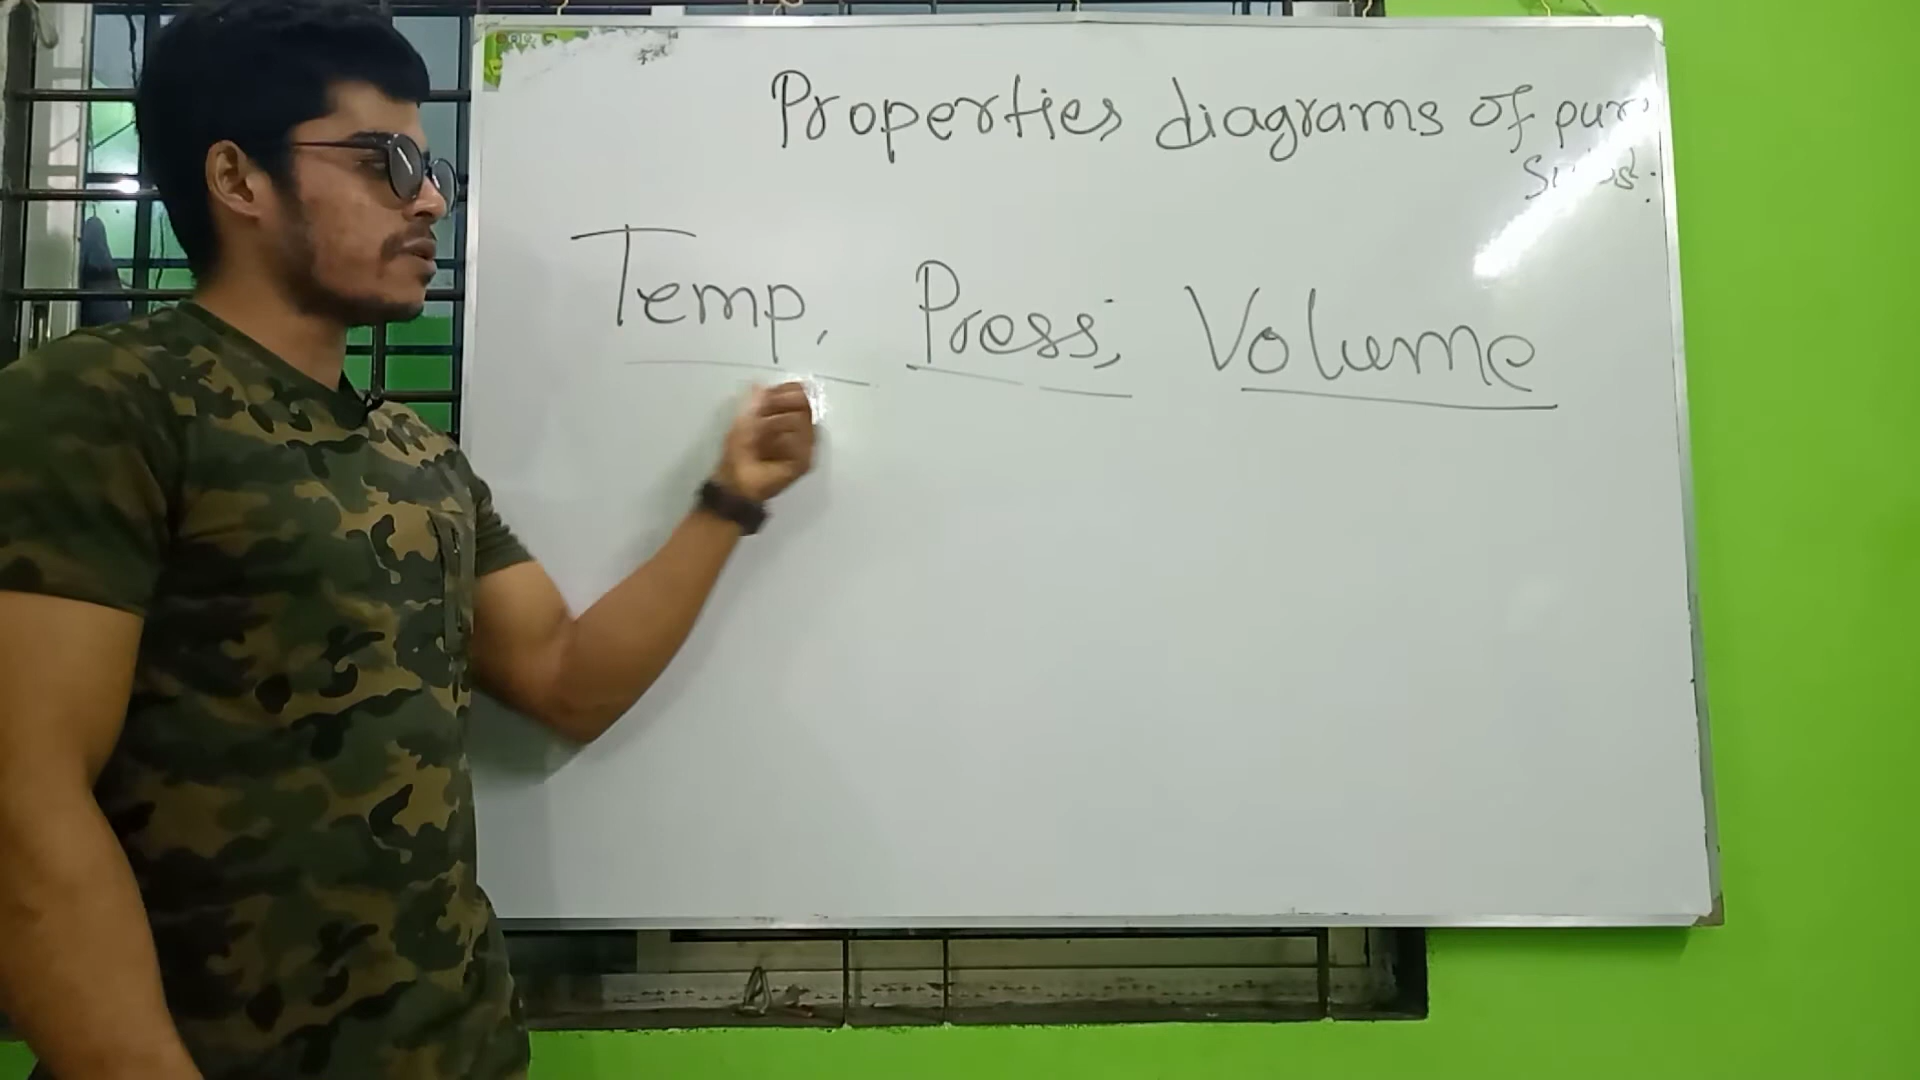 Properties diagrams of pure
Temp, Press, Volume